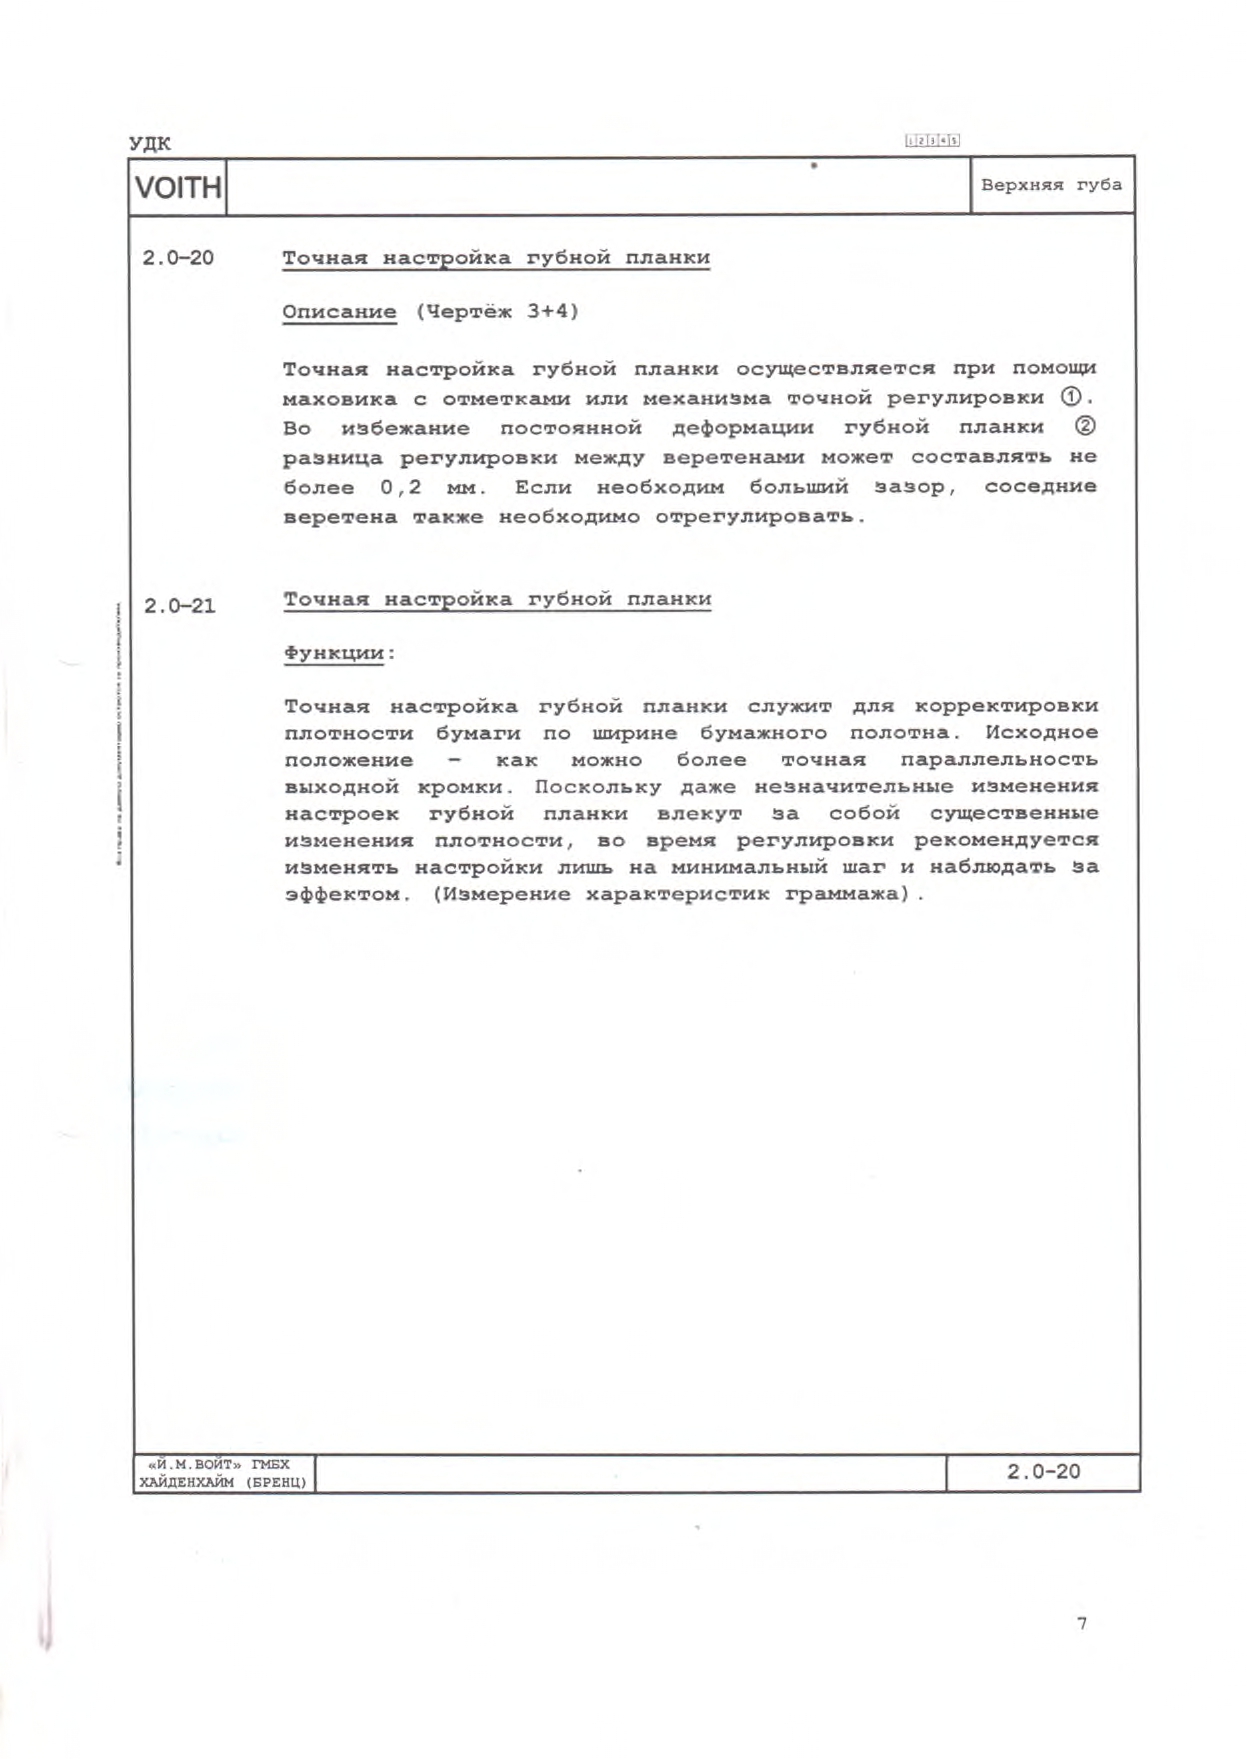 УДК
1 2 3 4 5
VOITH
Верхняя губа
2.0-20
Точная настройка губной планки
Описание (Чертёж 3+4)
Точная настройка губной планки осуществляется при помощи
маховика с отметками или механизма точной регулировки ①.
Во избежание постоянной деформации губной планки ②
разница регулировки между веретенами может составлять не
более 0,2 мм. Если необходим больший зазор, соседние
веретена также необходимо отрегулировать.
2.0-21
Точная настройка губной планки
Функции:
Точная настройка губной планки служит для корректировки
плотности бумаги по ширине бумажного полотна. Исходное
положение – как можно более точная параллельность
выходной кромки. Поскольку даже незначительные изменения
настроек губной планки влекут за собой существенные
изменения плотности, во время регулировки рекомендуется
изменять настройки лишь на минимальный шаг и наблюдать за
эффектом. (Измерение характеристик граммажа).
«Й.М.ВОЙТ» ГМБХ
ХАЙДЕНХАЙМ (БРЕНЦ)
2.0-20
7